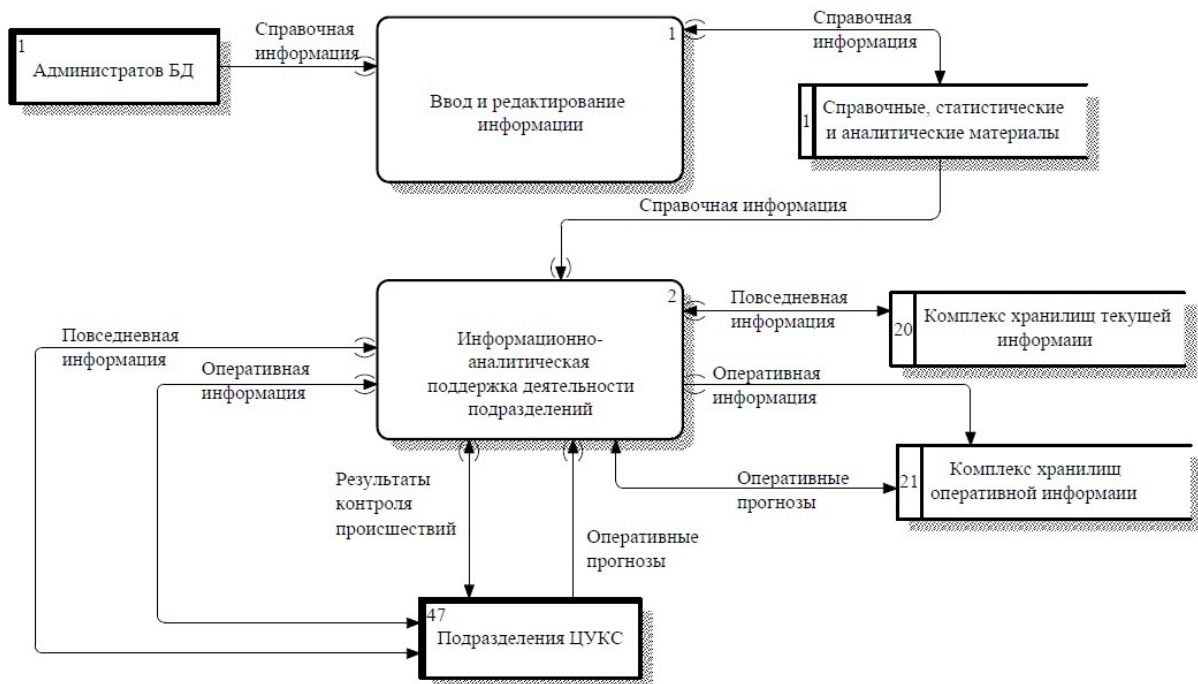 1
Администратов БД
Справочная
информация
1
Ввод и редактирование
информации
Справочная
информация
1
Справочные, статистические
и аналитические материалы
Справочная информация
2
Информационно-
аналитическая
поддержка деятельности
подразделений
Повседневная
информация
20
Комплекс хранилищ текущей
информаии
Повседневная
информация
Оперативная
информация
Оперативная
информация
21
Комплекс хранилищ
оперативной информаии
Оперативные
прогнозы
Результаты
контроля
происшествий
Оперативные
прогнозы
47
Подразделения ЦУКС